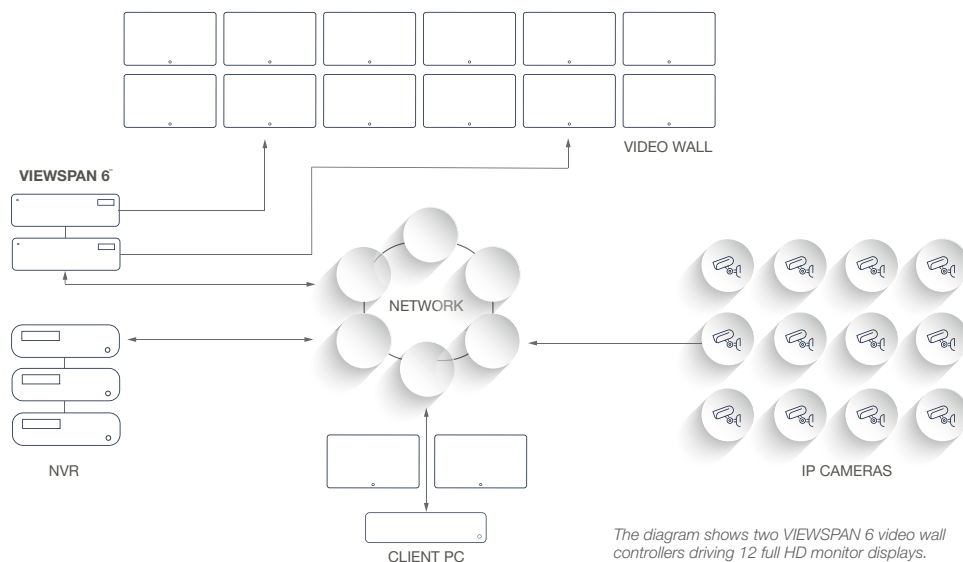 VIDEO WALL
VIEWSPAN 6™
NETWORK
NVR
IP CAMERAS
CLIENT PC
The diagram shows two VIEWSPAN 6 video wall
controllers driving 12 full HD monitor displays.